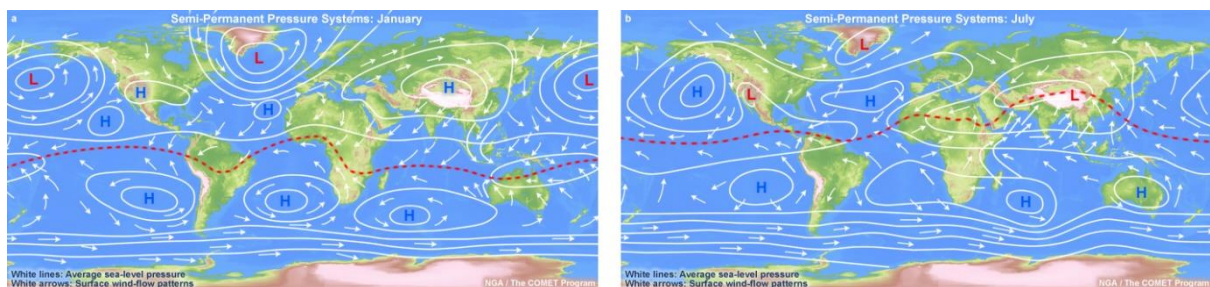 a
Semi-Permanent Pressure Systems: January
L
L
L
H
H
H
H
H
H
H
White lines: Average sea-level pressure
White arrows: Surface wind-flow patterns
NGA / The COMET Program
b
Semi-Permanent Pressure Systems: July
L
H
H
L
L
H
H
H
White lines: Average sea-level pressure
White arrows: Surface wind-flow patterns
NGA / The COMET Program